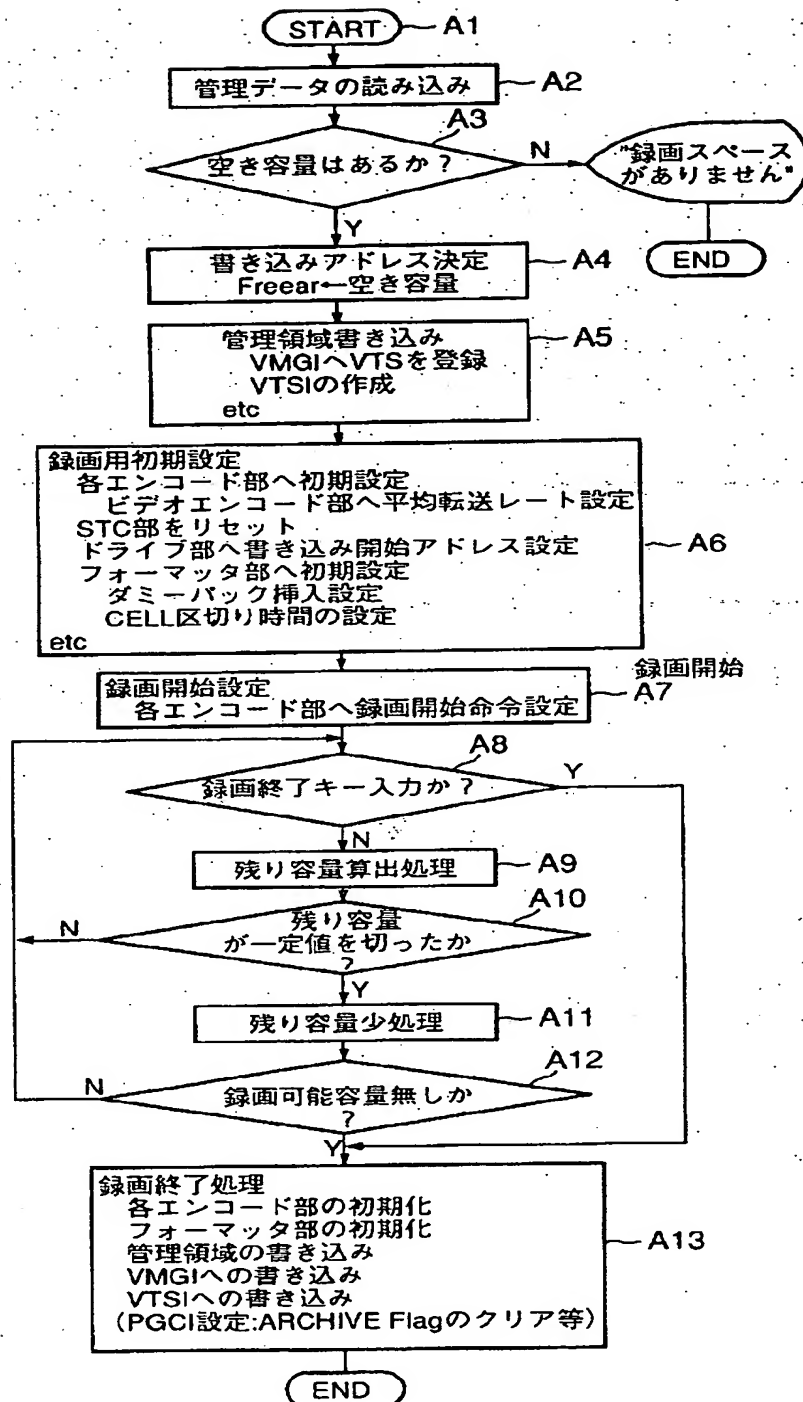 START A1
管理データの読み込み A2
A3
空き容量はあるか？ N
"録画スペース
がありません"
Y
END
書き込みアドレス決定 A4
Freear←空き容量
管理領域書き込み A5
VMGIへVTSを登録
VTSIの作成
etc
録画用初期設定
各エンコード部へ初期設定
ビデオエンコード部へ平均転送レート設定
STC部をリセット
ドライブ部へ書き込み開始アドレス設定 A6
フォーマッタ部へ初期設定
ダミーパック挿入設定
CELL区切り時間の設定
etc
録画開始
録画開始設定 A7
各エンコード部へ録画開始命令設定
A8
録画終了キー入力か？ Y
N
残り容量算出処理 A9
A10
残り容量
N が一定値を切ったか
？
Y
残り容量少処理 A11
A12
N 録画可能容量無しか
？
Y
録画終了処理
各エンコード部の初期化
フォーマッタ部の初期化
管理領域の書き込み A13
VMGIへの書き込み
VTSIへの書き込み
（PGCI設定:ARCHIVE Flagのクリア等）
END